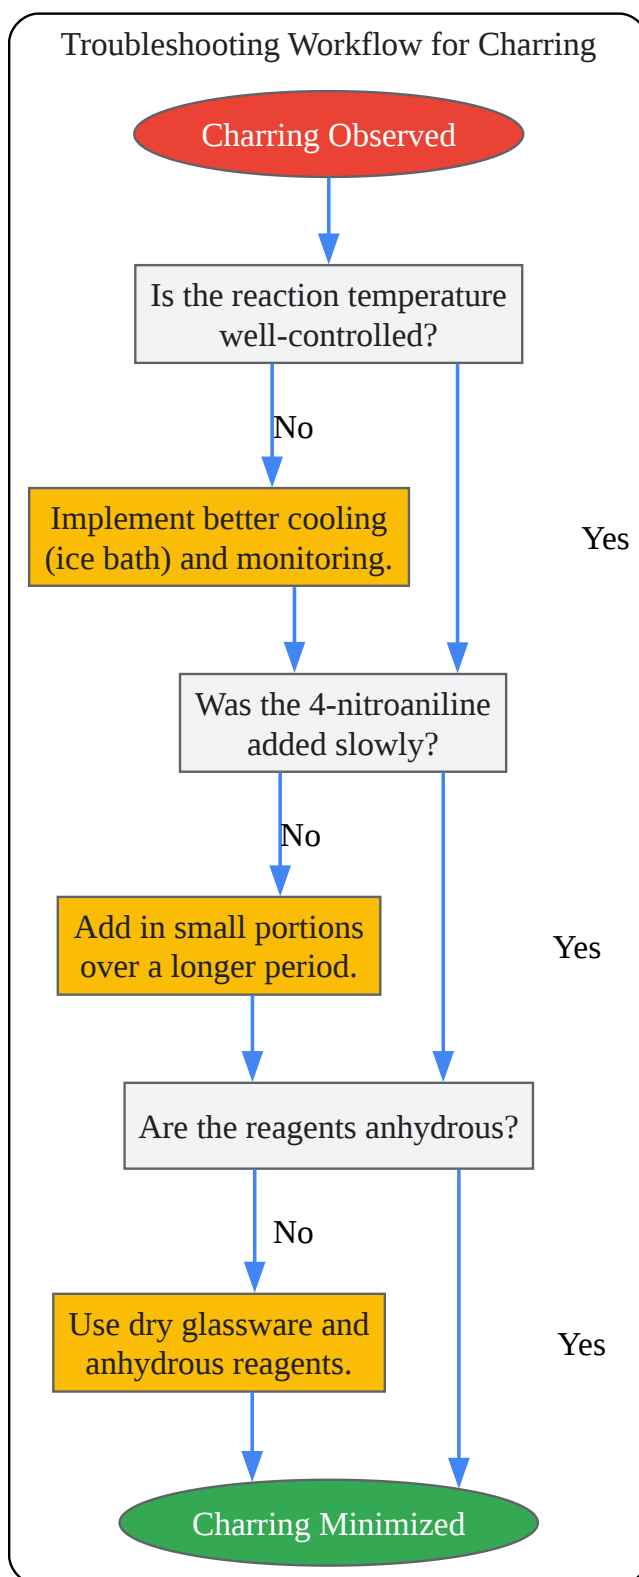 Troubleshooting Workflow for Charring
Charring Observed
Is the reaction temperature
well-controlled?
No
Implement better cooling
(ice bath) and monitoring.
Yes
Was the 4-nitroaniline
added slowly?
No
Add in small portions
over a longer period.
Yes
Are the reagents anhydrous?
No
Use dry glassware and
anhydrous reagents.
Yes
Charring Minimized